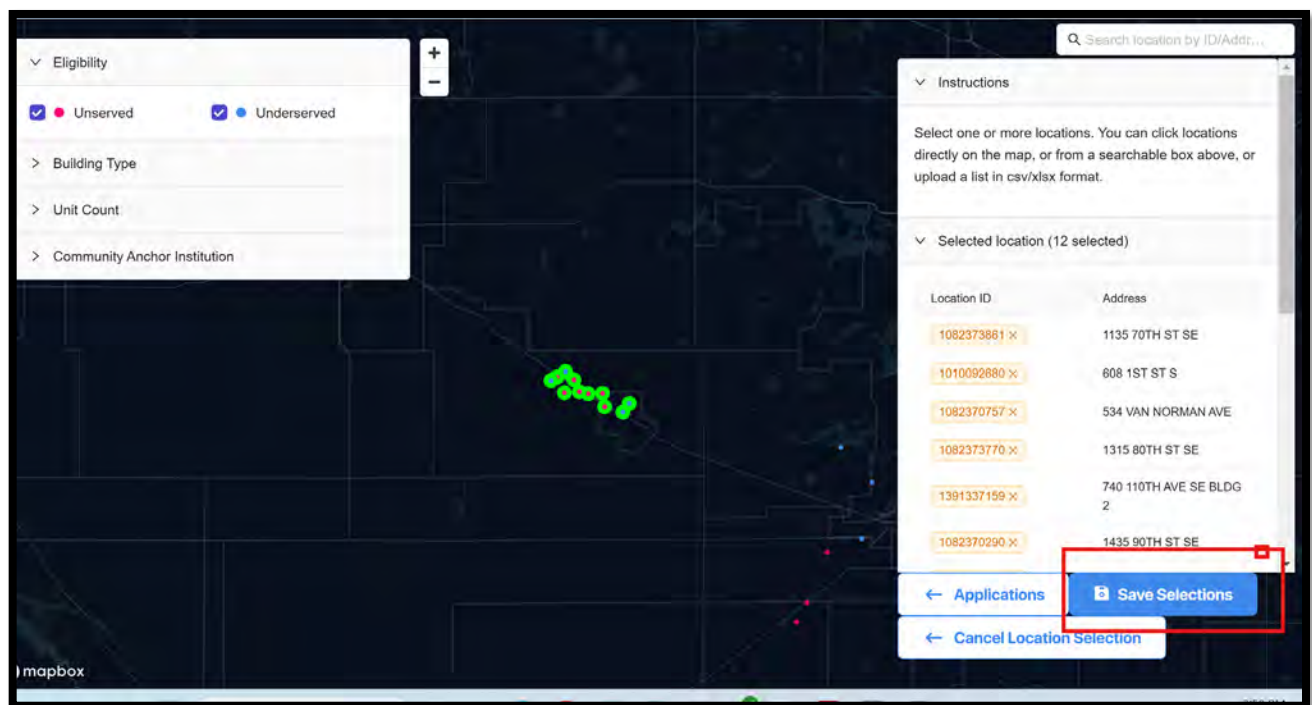 Eligibility
Unserved
Underserved
Building Type
Unit Count
Community Anchor Institution
+
−
Search location by ID/Addr...
Instructions
Select one or more locations. You can click locations
directly on the map, or from a searchable box above, or
upload a list in csv/xlsx format.
Selected location (12 selected)
Location ID Address
1082373861 × 1135 70TH ST SE
1010092680 × 608 1ST ST S
1082370757 × 534 VAN NORMAN AVE
1082373770 × 1315 80TH ST SE
1391337159 × 740 110TH AVE SE BLDG
2
1082370290 × 1435 90TH ST SE
← Applications
Save Selections
← Cancel Location Selection
mapbox